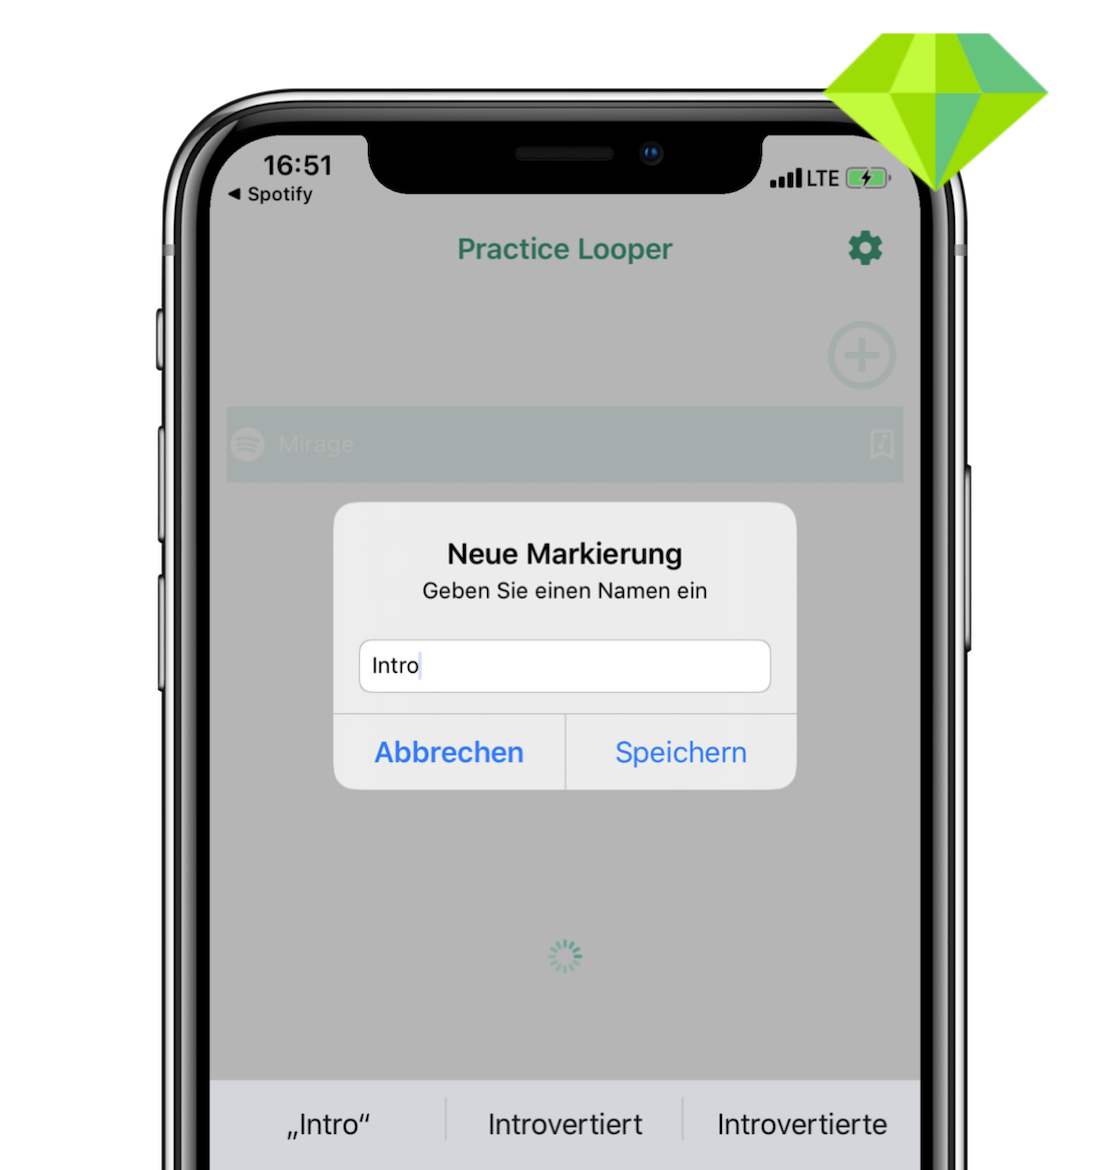 16:51
LTE
◀ Spotify
Practice Looper
Mirage
Neue Markierung
Geben Sie einen Namen ein
Intro
Abbrechen
Speichern
„Intro“
Introvertiert
Introvertierte